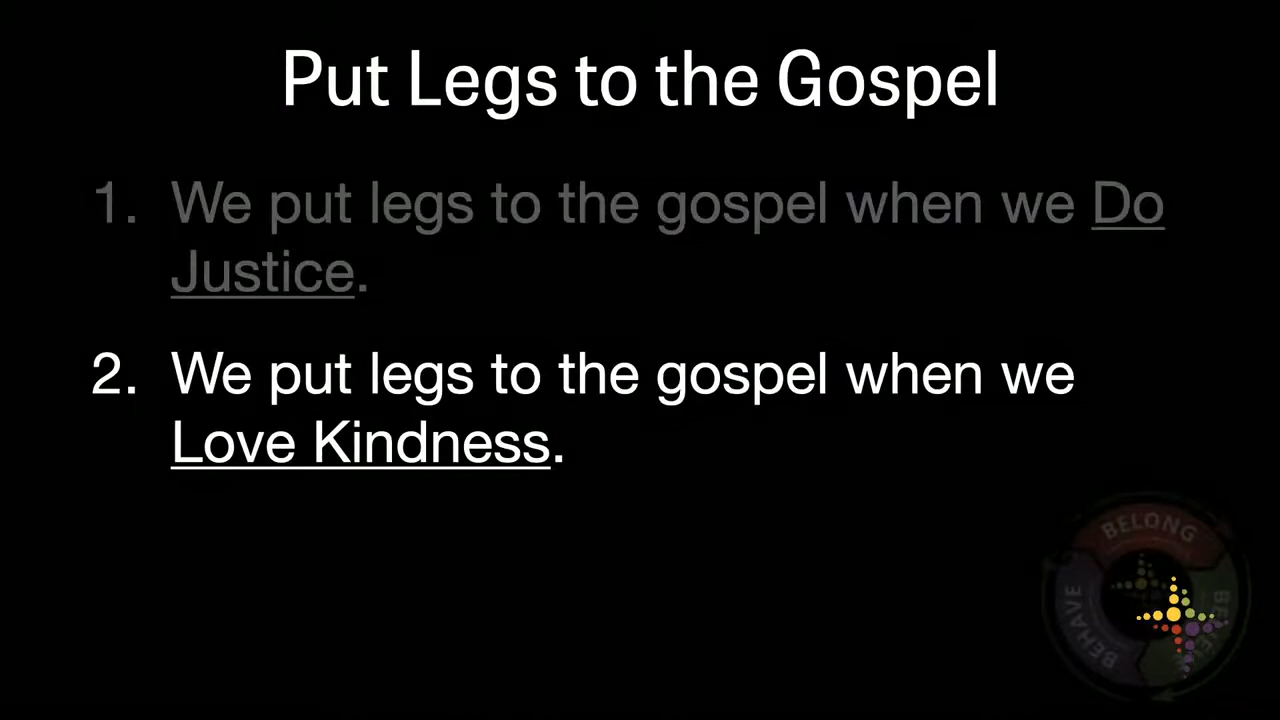 Put Legs to the Gospel
1. We put legs to the gospel when we Do
Justice.
2. We put legs to the gospel when we
Love Kindness.
BELONG
BEHAVE